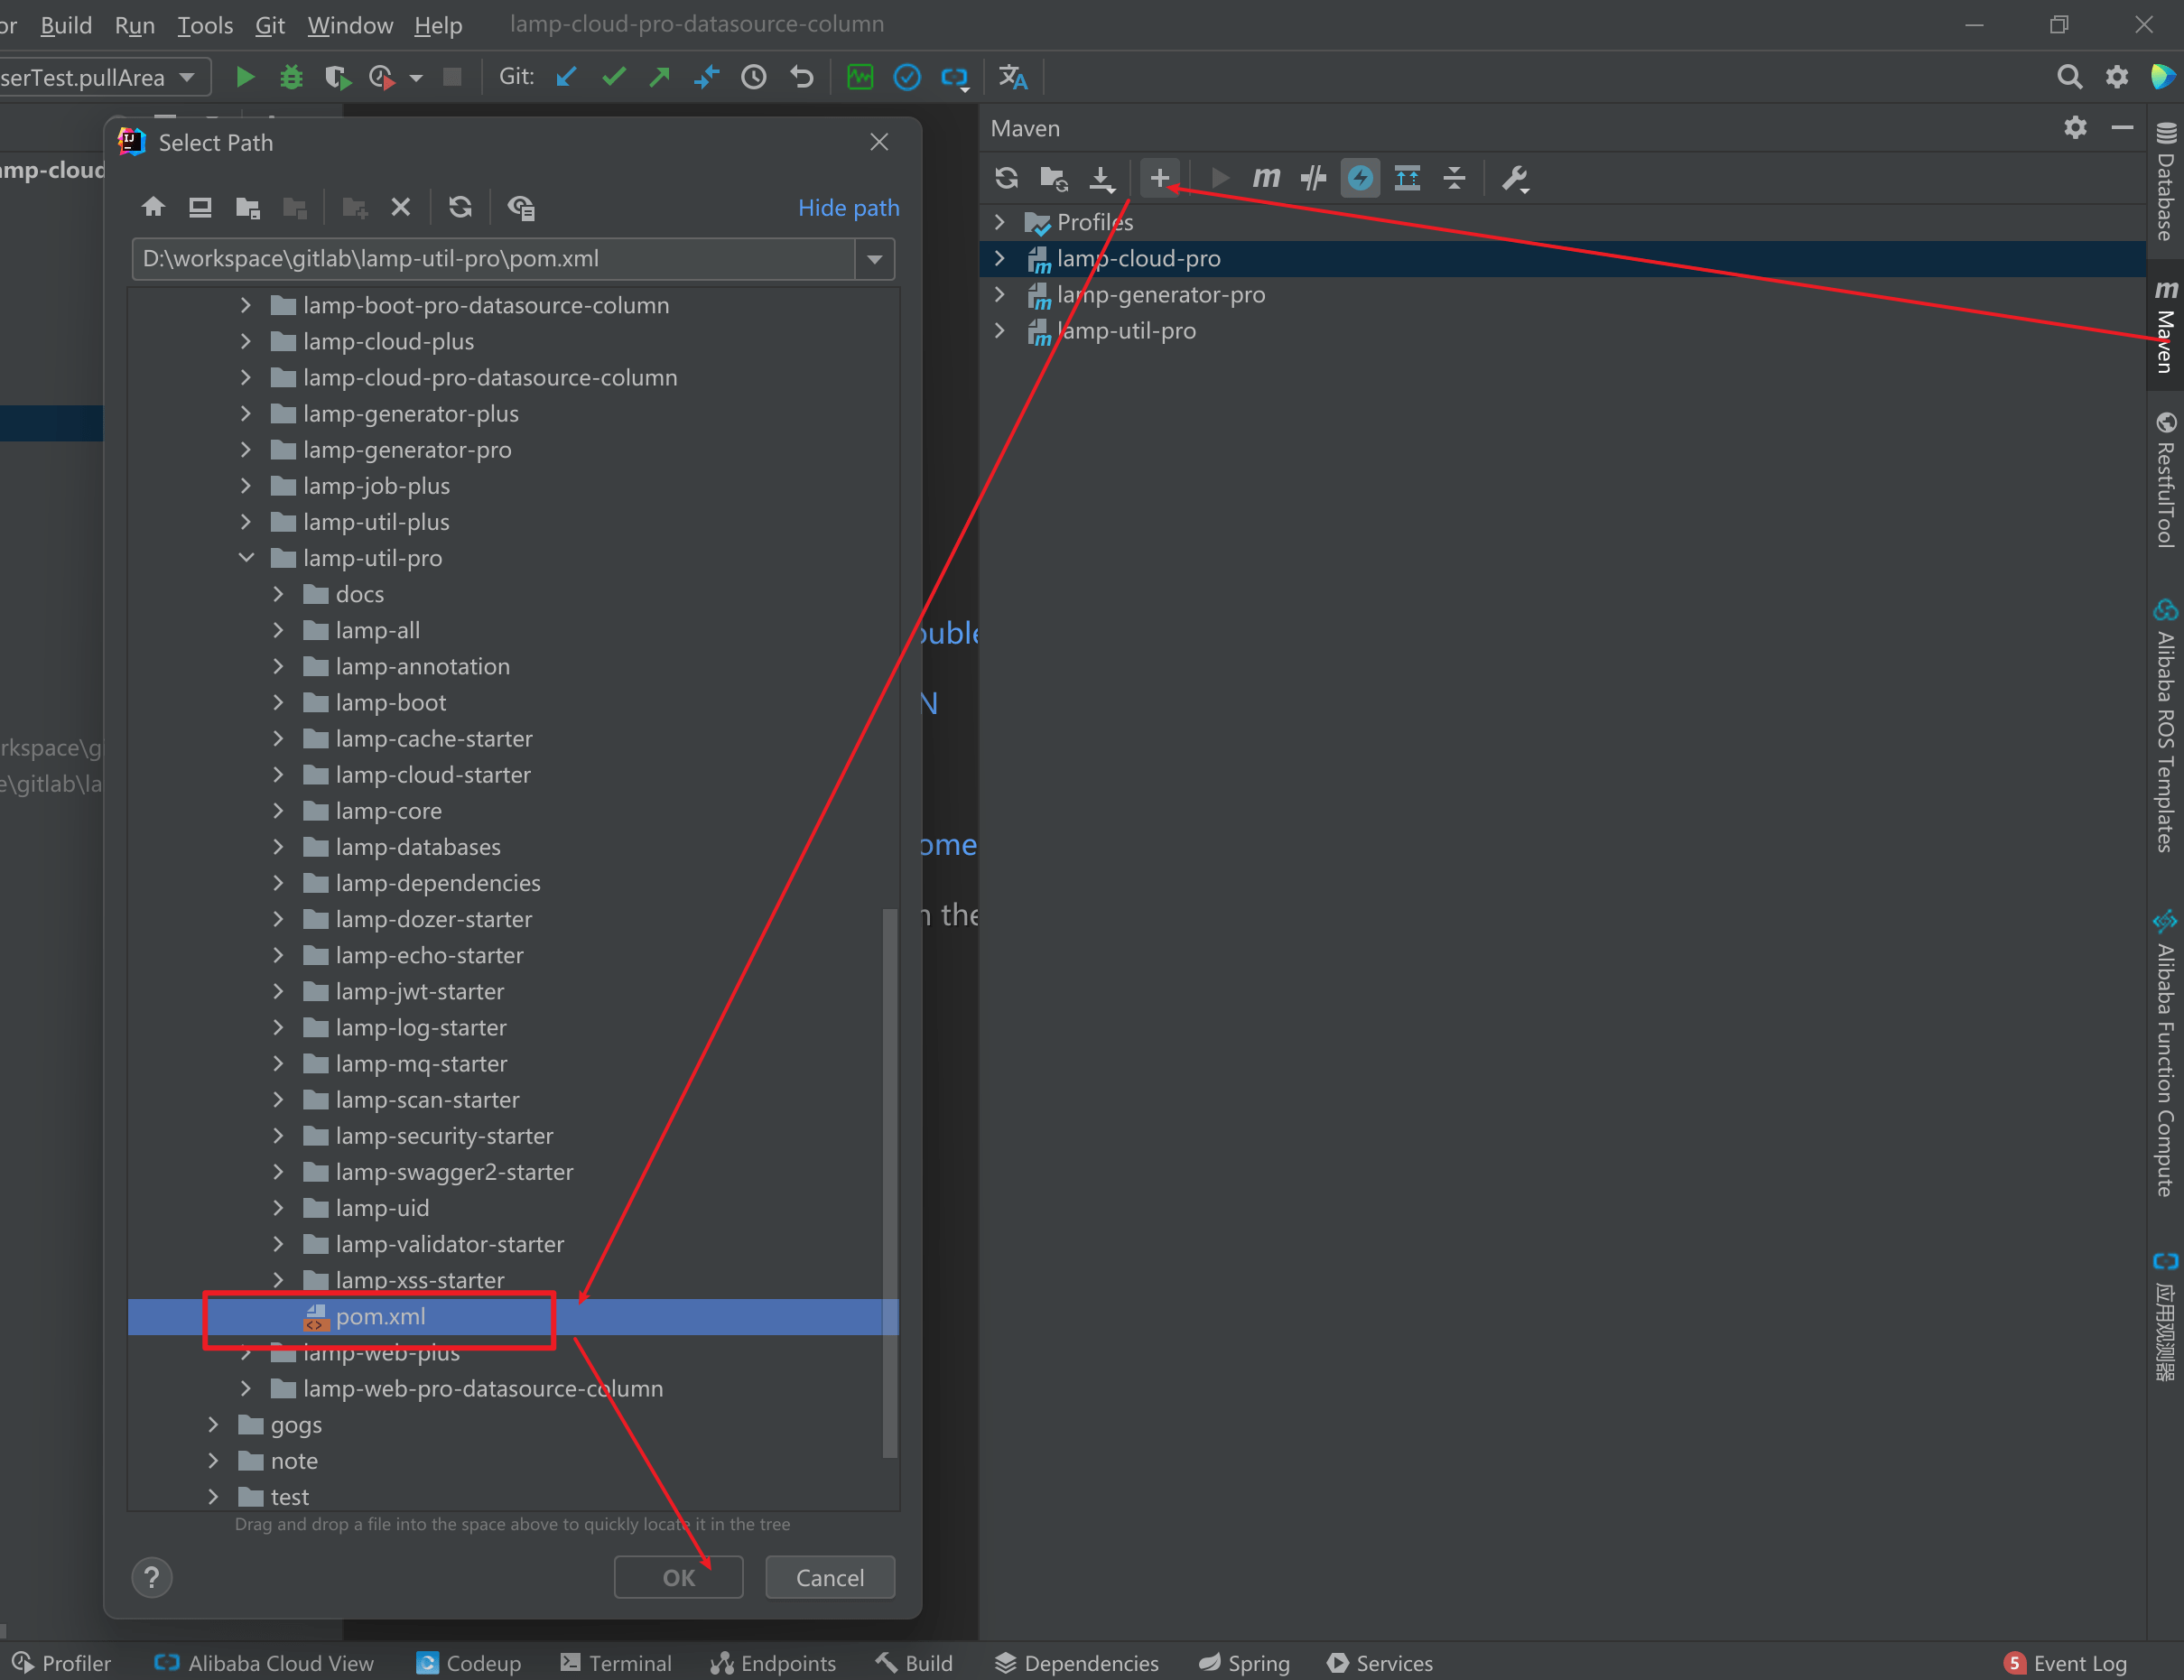 or Build Run Tools Git Window Help lamp-cloud-pro-datasource-column
serTest.pullArea Git:
amp-cloud
rkspace\g
e\gitlab\la
Select Path
Hide path
D:\workspace\gitlab\lamp-util-pro\pom.xml
lamp-boot-pro-datasource-column
lamp-cloud-plus
lamp-cloud-pro-datasource-column
lamp-generator-plus
lamp-generator-pro
lamp-job-plus
lamp-util-plus
lamp-util-pro
docs
lamp-all
lamp-annotation
lamp-boot
lamp-cache-starter
lamp-cloud-starter
lamp-core
lamp-databases
lamp-dependencies
lamp-dozer-starter
lamp-echo-starter
lamp-jwt-starter
lamp-log-starter
lamp-mq-starter
lamp-scan-starter
lamp-security-starter
lamp-swagger2-starter
lamp-uid
lamp-validator-starter
lamp-xss-starter
pom.xml
lamp-web-plus
lamp-web-pro-datasource-column
gogs
note
test
Drag and drop a file into the space above to quickly locate it in the tree
?
OK
Cancel
ouble
N
ome
n the
Maven
Profiles
lamp-cloud-pro
lamp-generator-pro
lamp-util-pro
Database
m Maven
RestfulTool
Alibaba ROS Templates
Alibaba Function Compute
应用观测器
Profiler Alibaba Cloud View Codeup Terminal Endpoints Build Dependencies Spring Services 5 Event Log